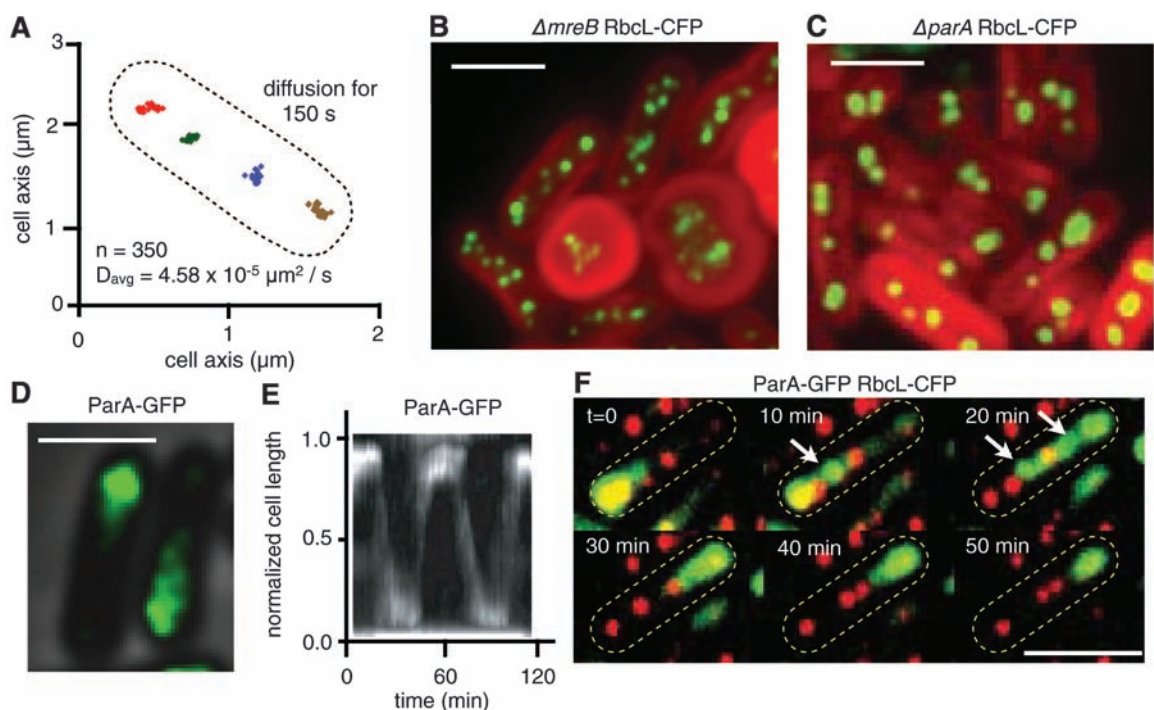 A
3
2
1
0
cell axis (µm)
diffusion for
150 s
n = 350
Davg = 4.58 x 10-5 µm2 / s
0
1
2
cell axis (µm)
B
ΔmreB RbcL-CFP
C
ΔparA RbcL-CFP
D
ParA-GFP
E
ParA-GFP
normalized cell length
1.0
0.5
0.0
0
60
120
time (min)
F
ParA-GFP RbcL-CFP
t=0
10 min
20 min
30 min
40 min
50 min